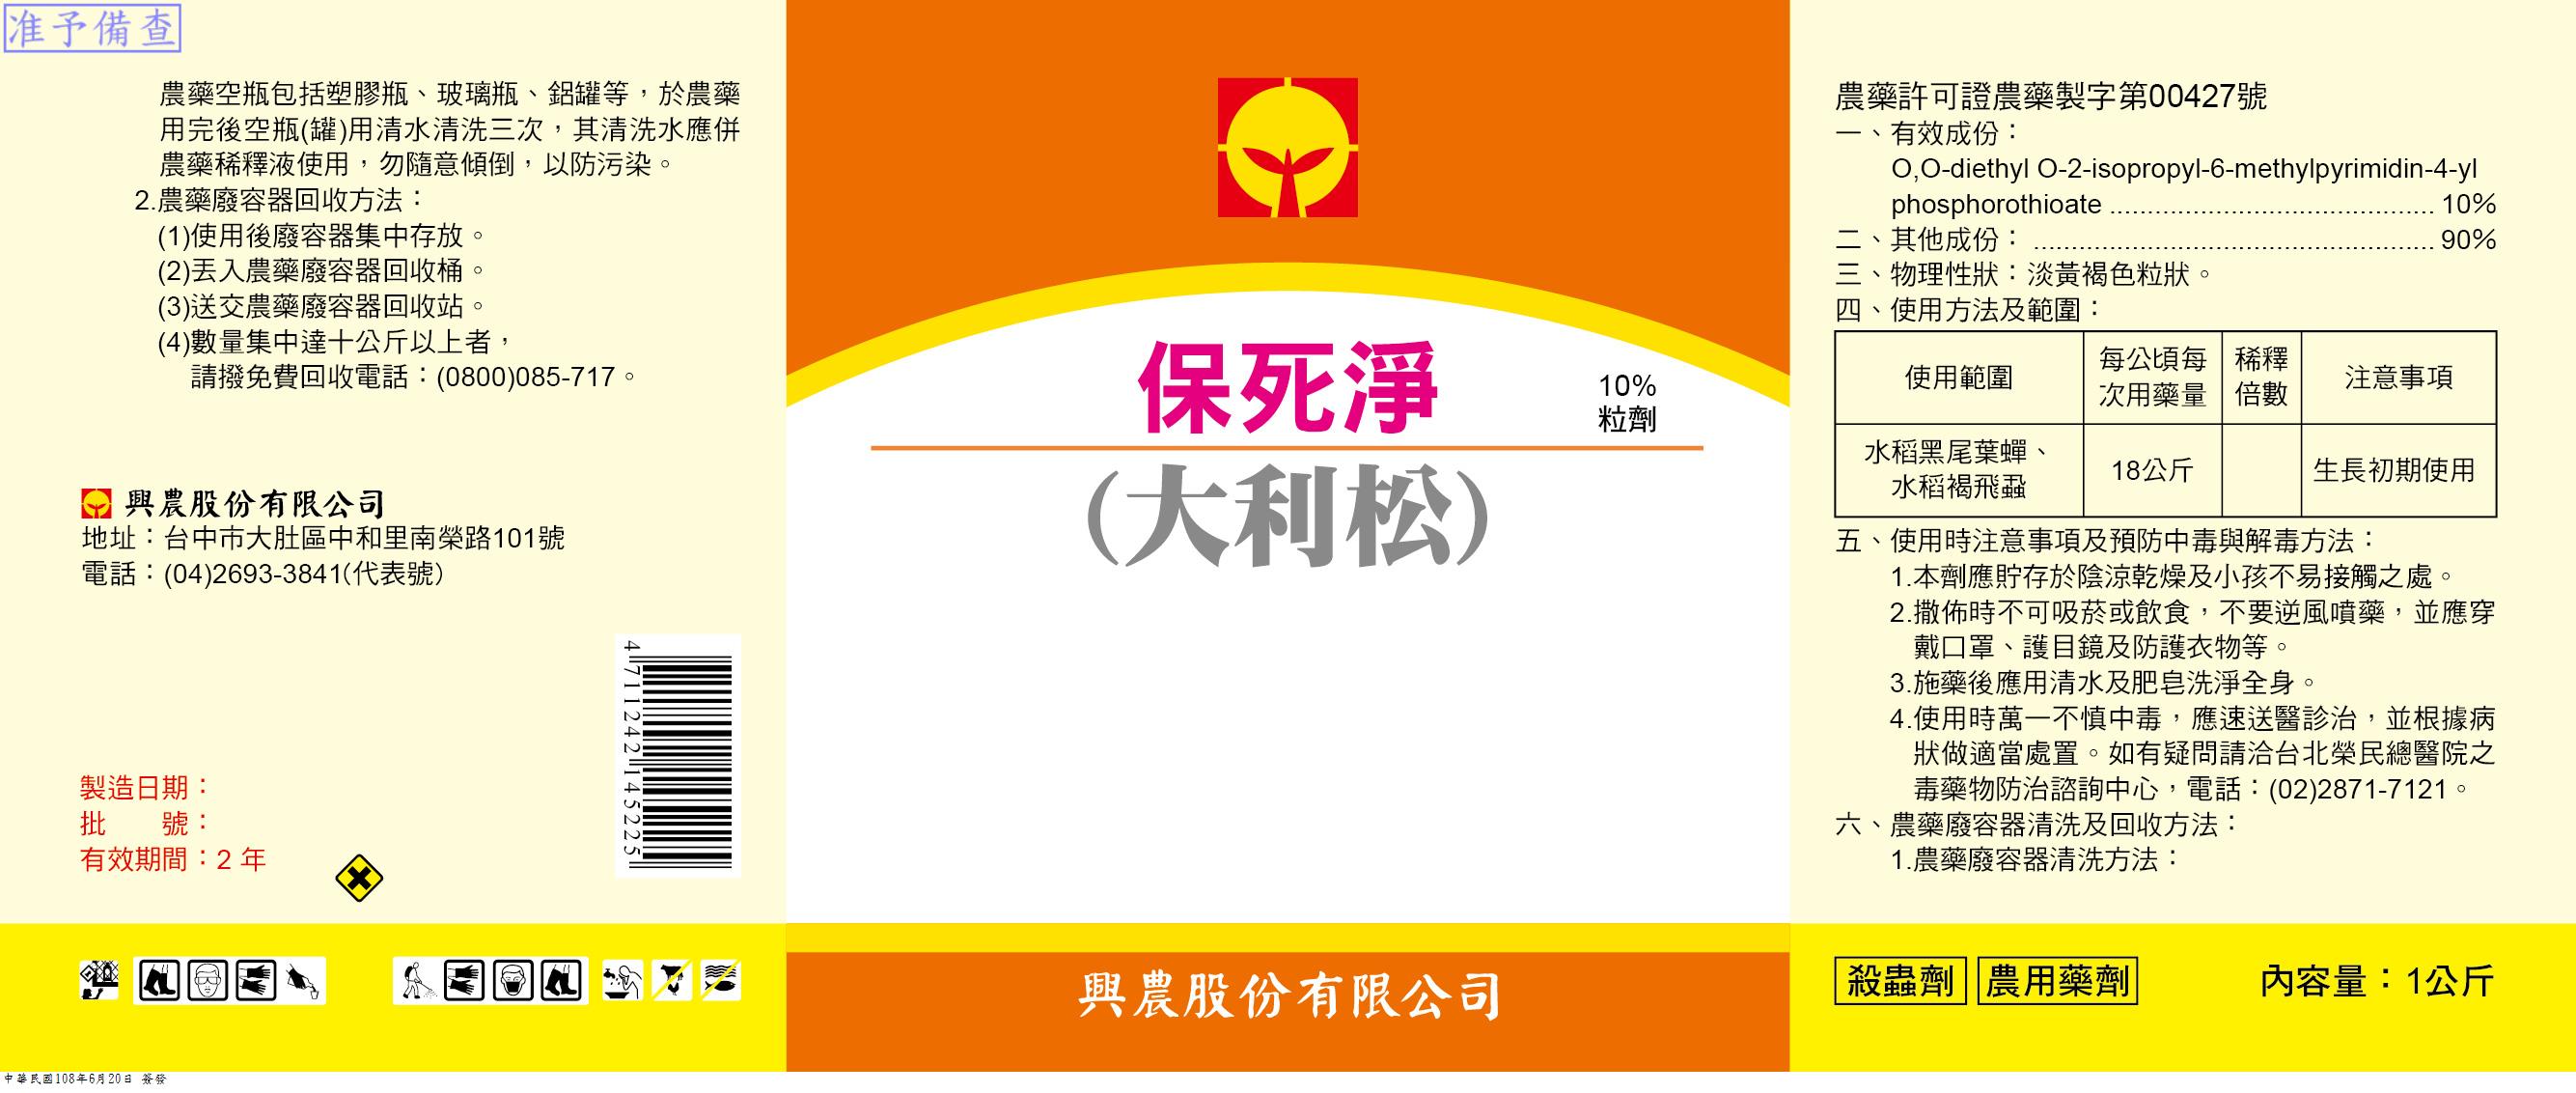 准予備查
農藥空瓶包括塑膠瓶、玻璃瓶、鋁罐等，於農藥
用完後空瓶(罐)用清水清洗三次，其清洗水應併
農藥稀釋液使用，勿隨意傾倒，以防污染。
2.農藥廢容器回收方法：
(1)使用後廢容器集中存放。
(2)丟入農藥廢容器回收桶。
(3)送交農藥廢容器回收站。
(4)數量集中達十公斤以上者，
請撥免費回收電話：(0800)085-717。
興農股份有限公司
地址：台中市大肚區中和里南榮路101號
電話：(04)2693-3841(代表號)
4 711242 145225
製造日期：
批　號：
有效期間：2 年
中華民國108年6月20日 簽發
保死淨
10%
粒劑
(大利松)
興農股份有限公司
農藥許可證農藥製字第00427號
一、有效成份：
O,O-diethyl O-2-isopropyl-6-methylpyrimidin-4-yl
phosphorothioate ........................................... 10%
二、其他成份： ..................................................... 90%
三、物理性狀：淡黃褐色粒狀。
四、使用方法及範圍：
使用範圍 每公頃每次用藥量 稀釋倍數 注意事項
水稻黑尾葉蟬、
水稻褐飛蝨 18公斤 生長初期使用
五、使用時注意事項及預防中毒與解毒方法：
1.本劑應貯存於陰涼乾燥及小孩不易接觸之處。
2.撒佈時不可吸菸或飲食，不要逆風噴藥，並應穿
戴口罩、護目鏡及防護衣物等。
3.施藥後應用清水及肥皂洗淨全身。
4.使用時萬一不慎中毒，應速送醫診治，並根據病
狀做適當處置。如有疑問請洽台北榮民總醫院之
毒藥物防治諮詢中心，電話：(02)2871-7121。
六、農藥廢容器清洗及回收方法：
1.農藥廢容器清洗方法：
殺蟲劑 農用藥劑 內容量：1公斤